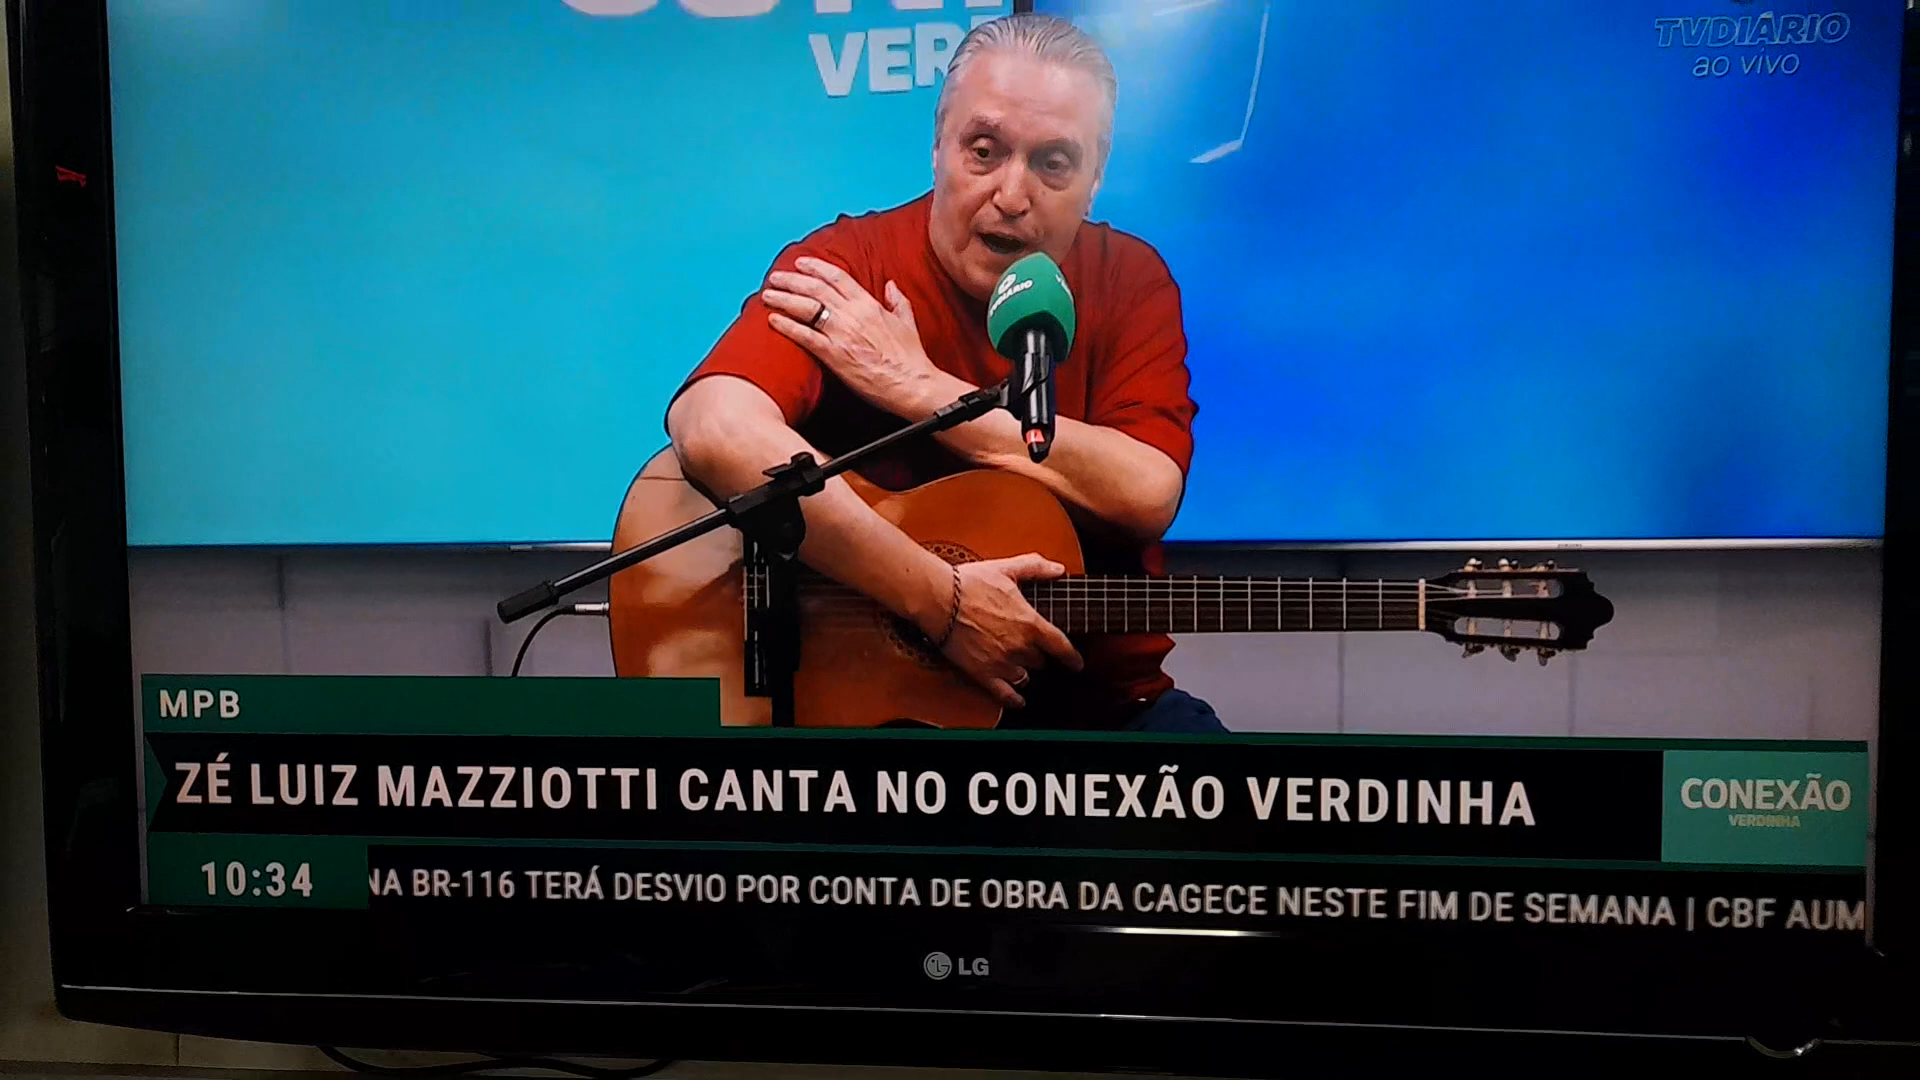 VER
TVDIÁRIO
ao vivo
TVDIÁRIO
MPB
ZÉ LUIZ MAZZIOTTI CANTA NO CONEXÃO VERDINHA
CONEXÃO
VERDINHA
10:34
NA BR-116 TERÁ DESVIO POR CONTA DE OBRA DA CAGECE NESTE FIM DE SEMANA | CBF AUM
LG